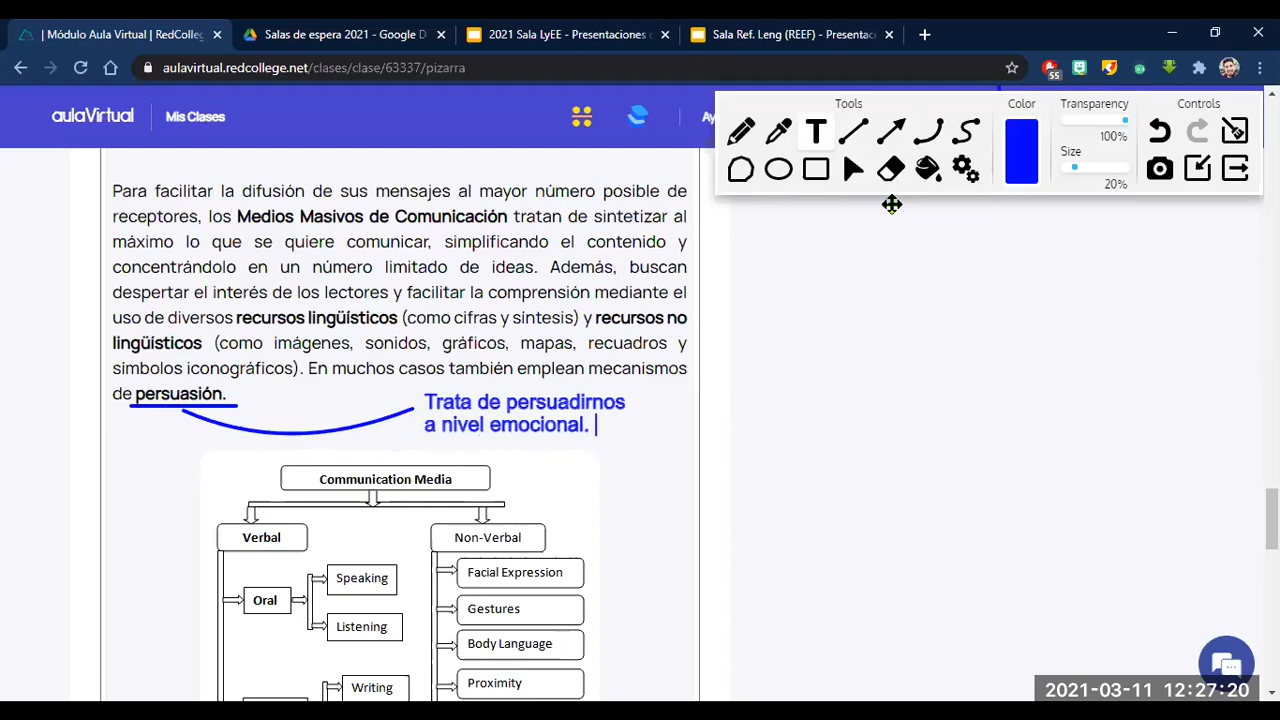 | Módulo Aula Virtual | RedColleg
Salas de espera 2021 - Google D
2021 Sala LyEE - Presentaciones
Sala Ref. Leng (REEF) - Presentac
aulavirtual.redcollege.net/clases/clase/63337/pizarra
55
aulaVirtual
Mis Clases
Ay
Tools
Color
Transparency
100%
Size
20%
Controls
T
Para facilitar la difusión de sus mensajes al mayor número posible de
receptores, los Medios Masivos de Comunicación tratan de sintetizar al
máximo lo que se quiere comunicar, simplificando el contenido y
concentrándolo en un número limitado de ideas. Además, buscan
despertar el interés de los lectores y facilitar la comprensión mediante el
uso de diversos recursos lingüísticos (como cifras y síntesis) y recursos no
lingüísticos (como imágenes, sonidos, gráficos, mapas, recuadros y
símbolos iconográficos). En muchos casos también emplean mecanismos
de persuasión.
Trata de persuadirnos
a nivel emocional.
Communication Media
Verbal
Non-Verbal
Speaking
Facial Expression
Oral
Gestures
Listening
Body Language
Proximity
Writing
2021-03-11 12:27:20